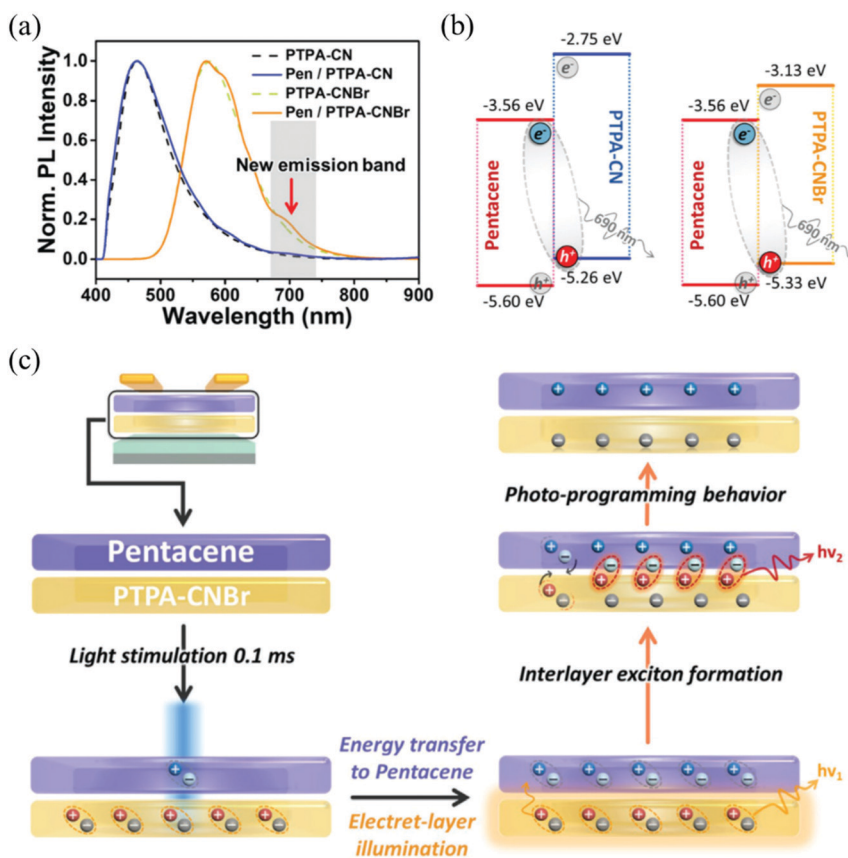 (a)
Norm. PL Intensity
1.0
0.8
0.6
0.4
0.2
0.0
400 500 600 700 800 900
Wavelength (nm)
PTPA-CN
Pen / PTPA-CN
PTPA-CNBr
Pen / PTPA-CNBr
New emission band
(b)
-2.75 eV
e-
-3.56 eV
e-
Pentacene
PTPA-CN
690 nm
h+
h+
-5.26 eV
-5.60 eV
-3.13 eV
e-
-3.56 eV
e-
Pentacene
PTPA-CNBr
690 nm
h+
h+
-5.33 eV
-5.60 eV
(c)
Pentacene
PTPA-CNBr
Light stimulation 0.1 ms
Energy transfer
to Pentacene
Electret-layer
illumination
hv1
Interlayer exciton formation
hv2
Photo-programming behavior